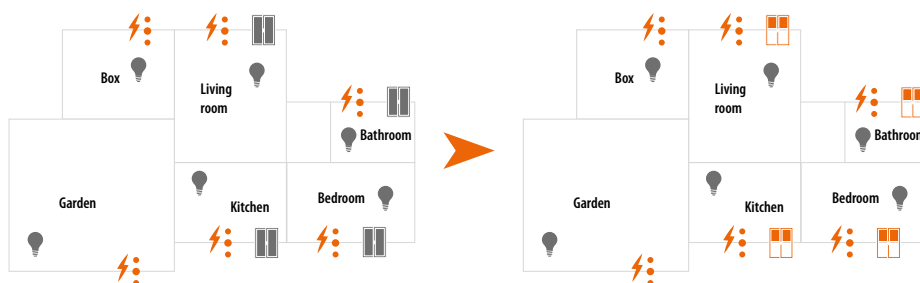 Box
Living
room
Bathroom
Garden
Kitchen
Bedroom
Box
Living
room
Bathroom
Garden
Kitchen
Bedroom